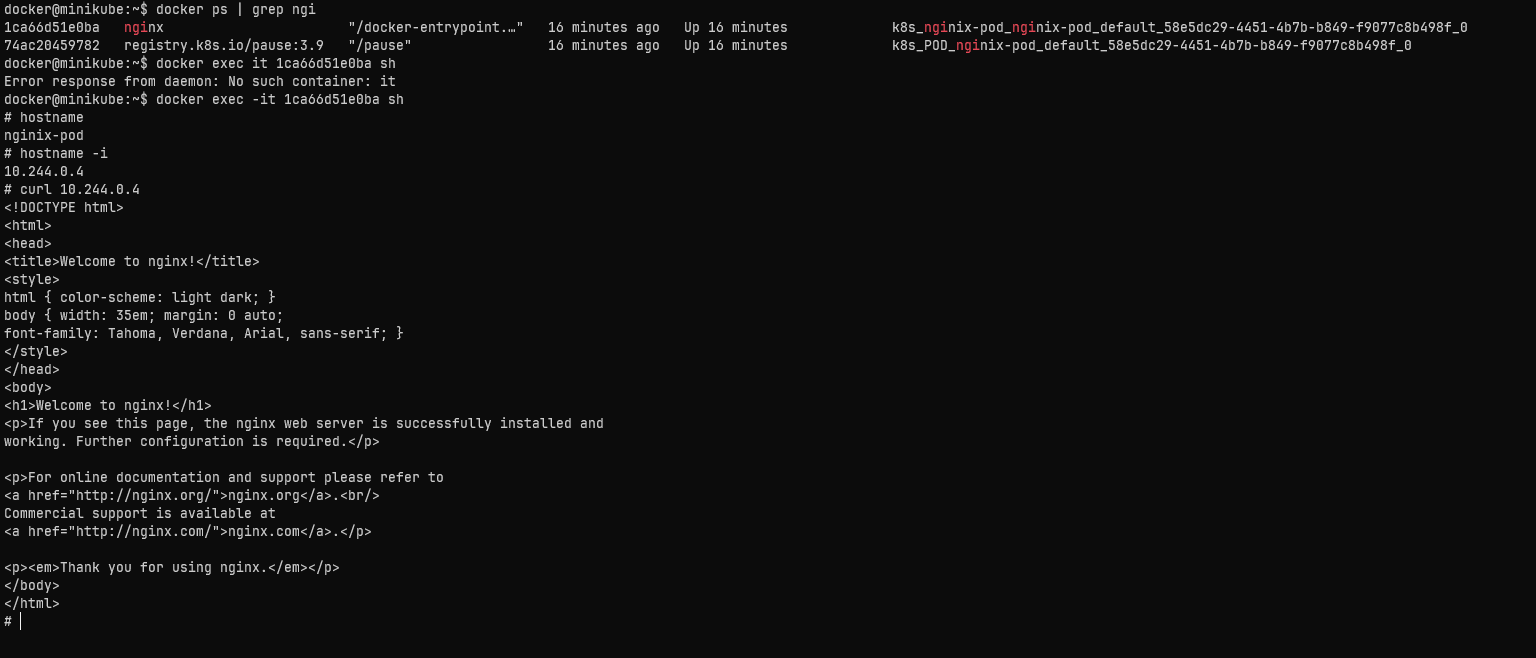 docker@minikube:~$ docker ps | grep ngi
1ca66d51e0ba   nginx                       "/docker-entrypoint.…"   16 minutes ago   Up 16 minutes             k8s_nginix-pod_nginix-pod_default_58e5dc29-4451-4b7b-b849-f9077c8b498f_0
74ac20459782   registry.k8s.io/pause:3.9   "/pause"                 16 minutes ago   Up 16 minutes             k8s_POD_nginix-pod_default_58e5dc29-4451-4b7b-b849-f9077c8b498f_0
docker@minikube:~$ docker exec it 1ca66d51e0ba sh
Error response from daemon: No such container: it
docker@minikube:~$ docker exec -it 1ca66d51e0ba sh
# hostname
nginix-pod
# hostname -i
10.244.0.4
# curl 10.244.0.4
<!DOCTYPE html>
<html>
<head>
<title>Welcome to nginx!</title>
<style>
html { color-scheme: light dark; }
body { width: 35em; margin: 0 auto;
font-family: Tahoma, Verdana, Arial, sans-serif; }
</style>
</head>
<body>
<h1>Welcome to nginx!</h1>
<p>If you see this page, the nginx web server is successfully installed and
working. Further configuration is required.</p>

<p>For online documentation and support please refer to
<a href="http://nginx.org/">nginx.org</a>.<br/>
Commercial support is available at
<a href="http://nginx.com/">nginx.com</a>.</p>

<p><em>Thank you for using nginx.</em></p>
</body>
</html>
#